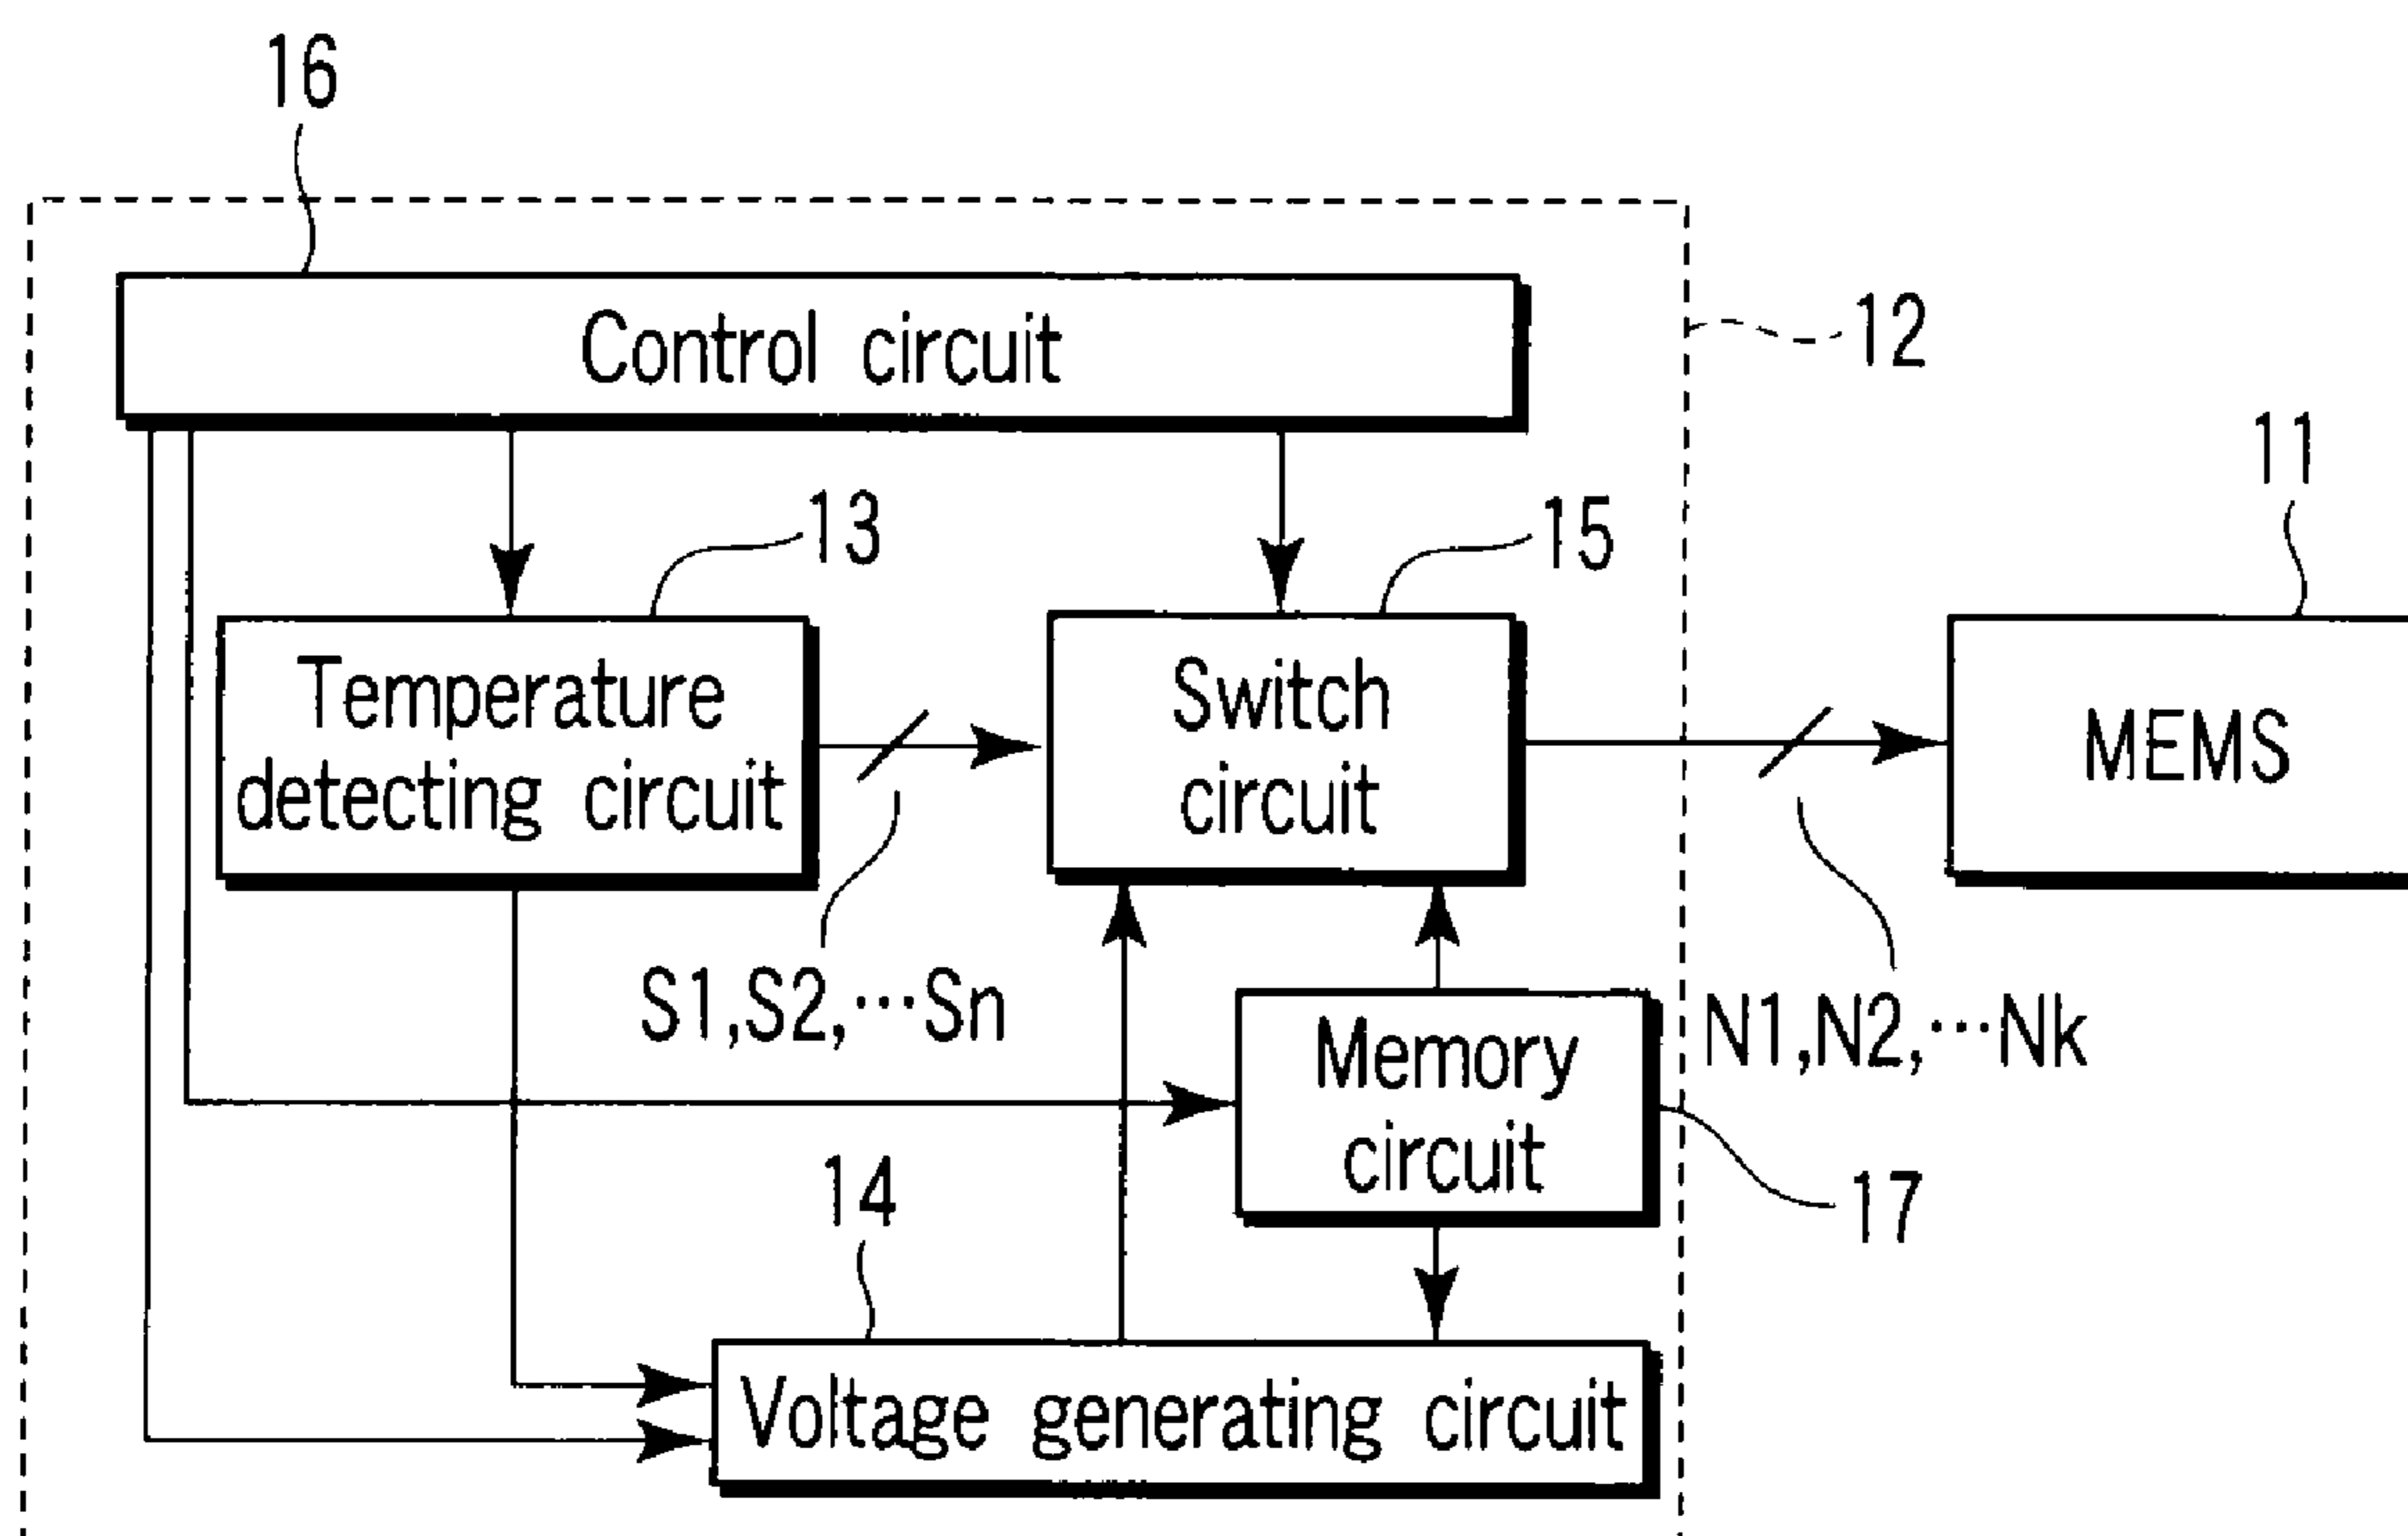 16
Control circuit
12
11
13
15
Temperature
detecting circuit
Switch
circuit
MEMS
S1,S2,···Sn
N1,N2,···Nk
Memory
circuit
14
17
Voltage generating circuit